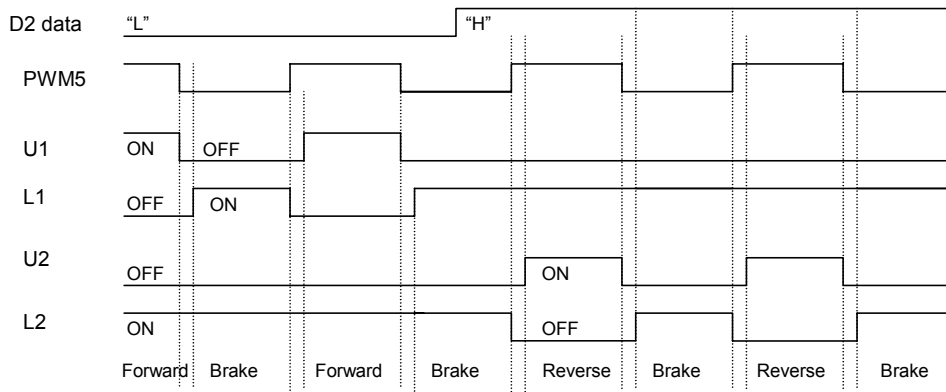 D2 data “L” “H”
PWM5
U1 ON OFF
L1 OFF ON
U2 OFF ON
L2 ON OFF
Forward Brake Forward Brake Reverse Brake Reverse Brake